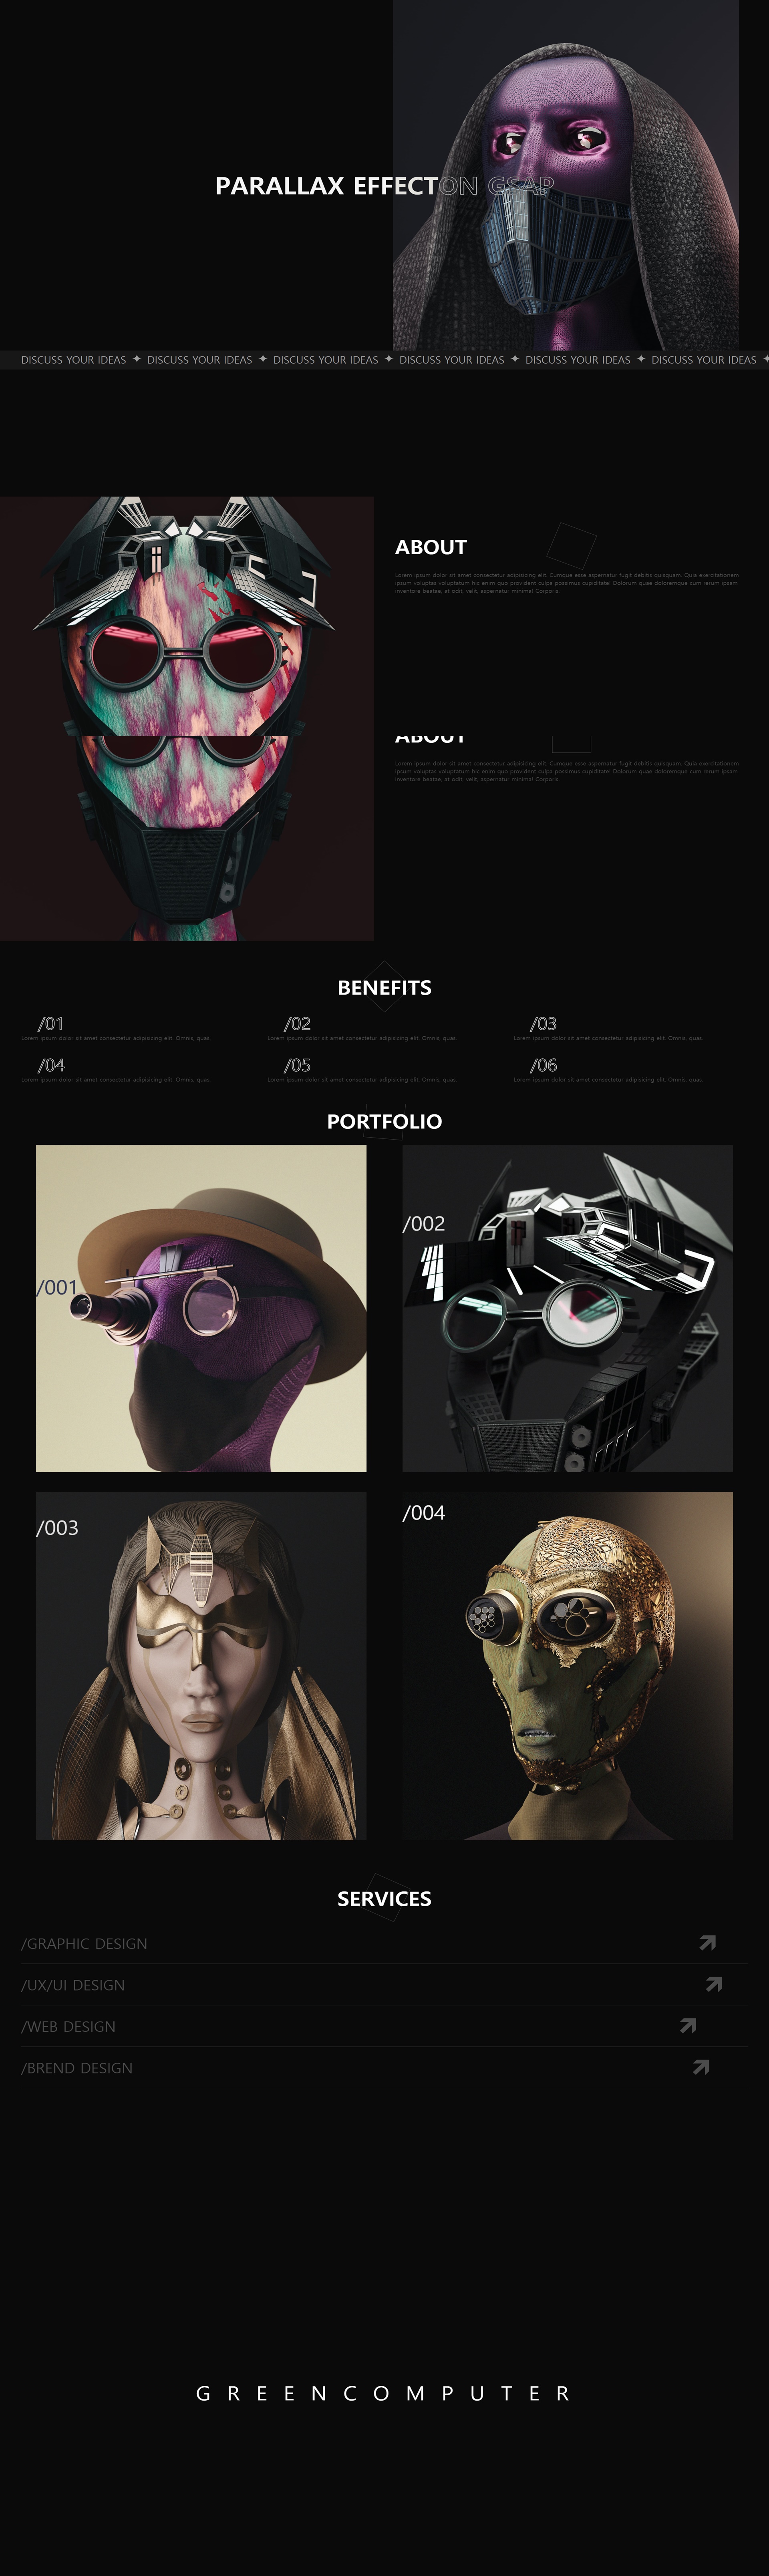 PARALLAX EFFECTON GSAP
DISCUSS YOUR IDEAS ✦ DISCUSS YOUR IDEAS ✦ DISCUSS YOUR IDEAS ✦ DISCUSS YOUR IDEAS ✦ DISCUSS YOUR IDEAS ✦ DISCUSS YOUR IDEAS ✦
ABOUT
Lorem ipsum dolor sit amet consectetur adipisicing elit. Cumque esse aspernatur fugit debitis quisquam. Quia exercitationem
ipsum voluptas voluptatum hic enim quo provident culpa possimus cupiditate! Dolorum quae doloremque cum rerum ipsam
inventore beatae, at odit, velit, aspernatur minima! Corporis.
ABOUT
Lorem ipsum dolor sit amet consectetur adipisicing elit. Cumque esse aspernatur fugit debitis quisquam. Quia exercitationem
ipsum voluptas voluptatum hic enim quo provident culpa possimus cupiditate! Dolorum quae doloremque cum rerum ipsam
inventore beatae, at odit, velit, aspernatur minima! Corporis.
BENEFITS
/01
Lorem ipsum dolor sit amet consectetur adipisicing elit. Omnis, quas.
/02
Lorem ipsum dolor sit amet consectetur adipisicing elit. Omnis, quas.
/03
Lorem ipsum dolor sit amet consectetur adipisicing elit. Omnis, quas.
/04
Lorem ipsum dolor sit amet consectetur adipisicing elit. Omnis, quas.
/05
Lorem ipsum dolor sit amet consectetur adipisicing elit. Omnis, quas.
/06
Lorem ipsum dolor sit amet consectetur adipisicing elit. Omnis, quas.
PORTFOLIO
/001
/002
/003
/004
SERVICES
/GRAPHIC DESIGN
/UX/UI DESIGN
/WEB DESIGN
/BREND DESIGN
G R E E N C O M P U T E R